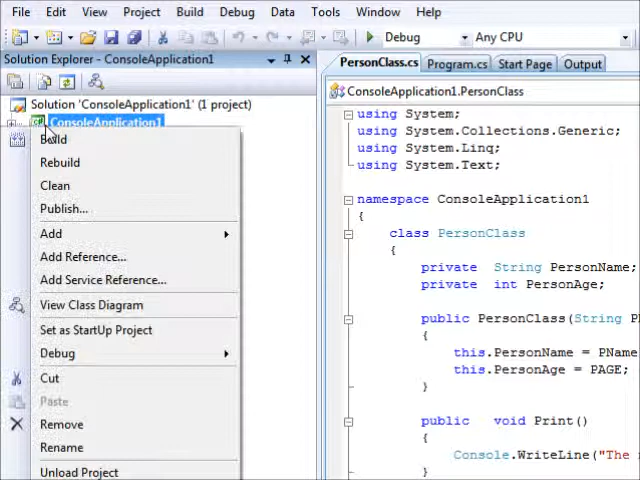 File Edit View Project Build Debug Data Tools Window Help
Debug Any CPU
Solution Explorer - ConsoleApplication1
PersonClass.cs Program.cs Start Page Output
ConsoleApplication1.PersonClass
Solution 'ConsoleApplication1' (1 project)
ConsoleApplication1
Build
Rebuild
Clean
Publish...
Add
Add Reference...
Add Service Reference...
View Class Diagram
Set as StartUp Project
Debug
Cut
Paste
Remove
Rename
Unload Project
using System;
using System.Collections.Generic;
using System.Linq;
using System.Text;
namespace ConsoleApplication1
{
class PersonClass
{
private String PersonName;
private int PersonAge;
public PersonClass(String P
{
this.PersonName = PName
this.PersonAge = PAGE;
}
public void Print()
{
Console.WriteLine("The
}